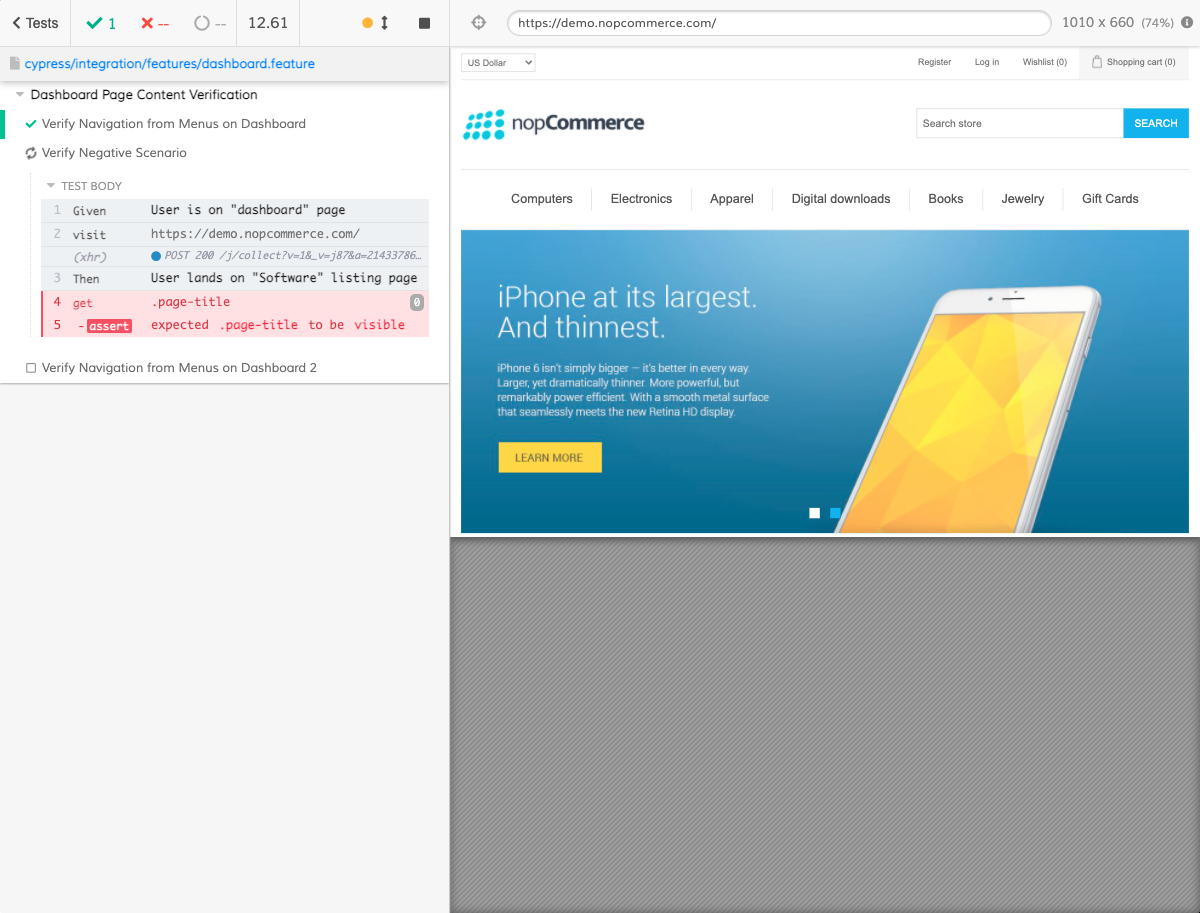 Tests
1
--
--
12.61
https://demo.nopcommerce.com/
1010 x 660 (74%)
cypress/integration/features/dashboard.feature
Dashboard Page Content Verification
Verify Navigation from Menus on Dashboard
Verify Negative Scenario
TEST BODY
1 Given User is on "dashboard" page
2 visit https://demo.nopcommerce.com/
(xhr) POST 200 /j/collect?v=1&_v=j87&a=21433786…
3 Then User lands on "Software" listing page
4 get .page-title 0
5 -assert expected .page-title to be visible
Verify Navigation from Menus on Dashboard 2
US Dollar
Register
Log in
Wishlist (0)
Shopping cart (0)
nopCommerce
Search store
SEARCH
Computers
Electronics
Apparel
Digital downloads
Books
Jewelry
Gift Cards
iPhone at its largest.
And thinnest.
iPhone 6 isn't simply bigger — it's better in every way.
Larger, yet dramatically thinner. More powerful, but
remarkably power efficient. With a smooth metal surface
that seamlessly meets the new Retina HD display.
LEARN MORE